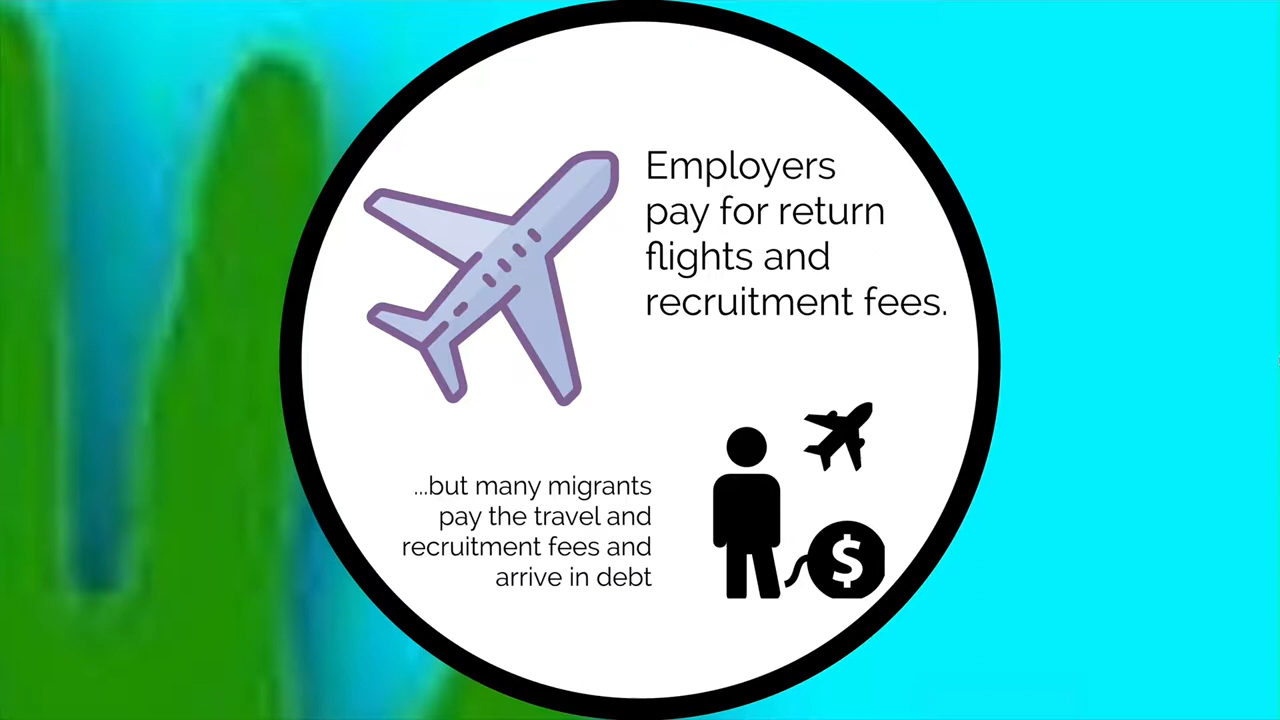 Employers
pay for return
flights and
recruitment fees.
...but many migrants
pay the travel and
recruitment fees and
arrive in debt
$